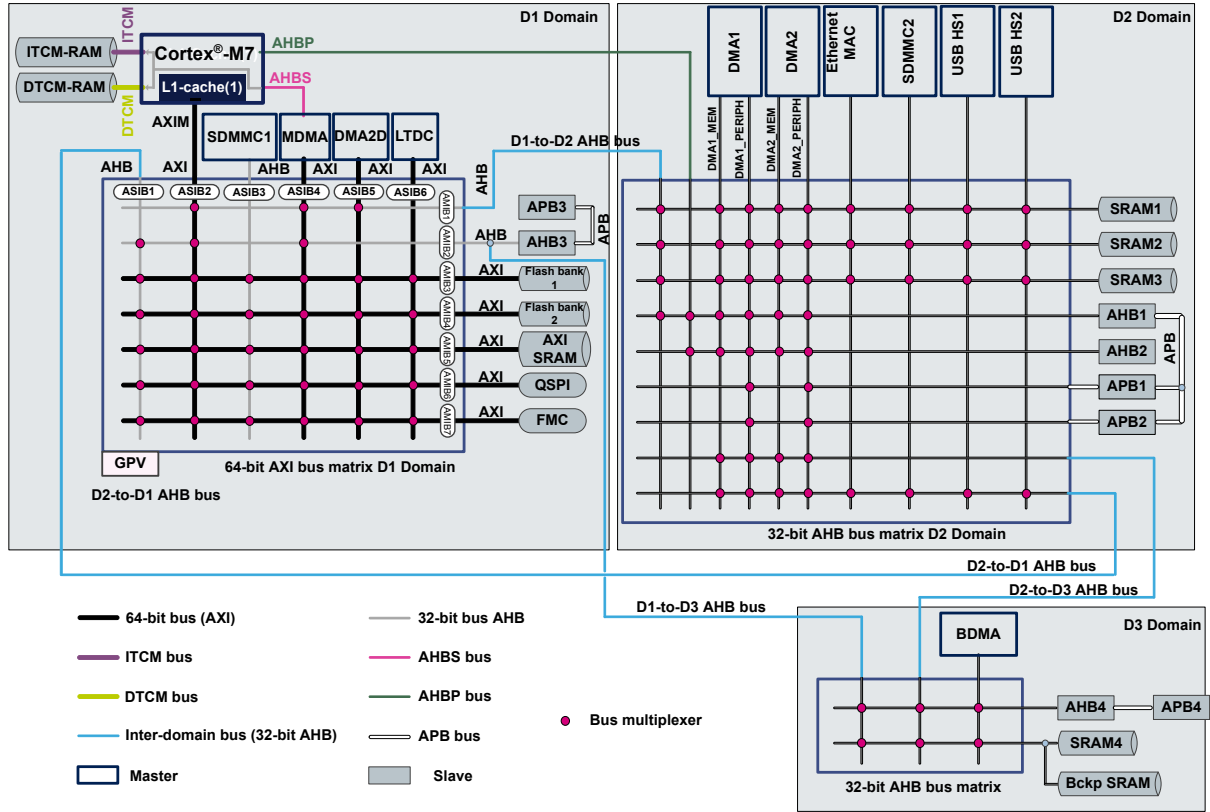 D1 Domain
ITCM
ITCM-RAM
DTCM-RAM
DTCM
Cortex®-M7
L1-cache(1)
AHBP
AHBS
AXIM
SDMMC1
MDMA
DMA2D
LTDC
AHB
AXI
AHB
AXI
AXI
AXI
ASIB1
ASIB2
ASIB3
ASIB4
ASIB5
ASIB6
AMIB1
AMIB2
AMIB3
AMIB4
AMIB5
AMIB6
AMIB7
AHB
D1-to-D2 AHB bus
APB3
AHB
AHB3
APB
AXI
Flash bank
1
AXI
Flash bank
2
AXI
AXI
SRAM
AXI
QSPI
AXI
FMC
GPV
64-bit AXI bus matrix D1 Domain
D2-to-D1 AHB bus
D2 Domain
DMA1
DMA2
Ethernet
MAC
SDMMC2
USB HS1
USB HS2
DMA1_MEM
DMA1_PERIPH
DMA2_MEM
DMA2_PERIPH
SRAM1
SRAM2
SRAM3
AHB1
AHB2
APB
APB1
APB2
32-bit AHB bus matrix D2 Domain
D2-to-D1 AHB bus
D2-to-D3 AHB bus
D1-to-D3 AHB bus
D3 Domain
BDMA
AHB4
APB4
SRAM4
Bckp SRAM
32-bit AHB bus matrix
64-bit bus (AXI)
32-bit bus AHB
ITCM bus
AHBS bus
DTCM bus
AHBP bus
Inter-domain bus (32-bit AHB)
APB bus
Bus multiplexer
Master
Slave